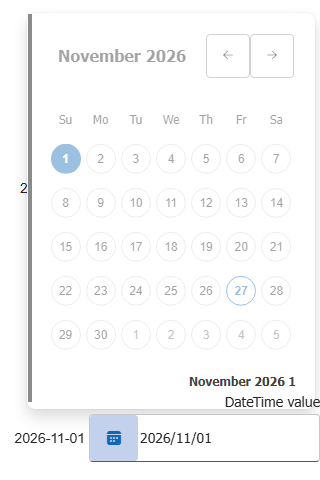 November 2026
Su Mo Tu We Th Fr Sa
1 2 3 4 5 6 7
8 9 10 11 12 13 14
2
15 16 17 18 19 20 21
22 23 24 25 26 27 28
29 30 1 2 3 4 5
November 2026 1
DateTime value
2026-11-01 2026/11/01